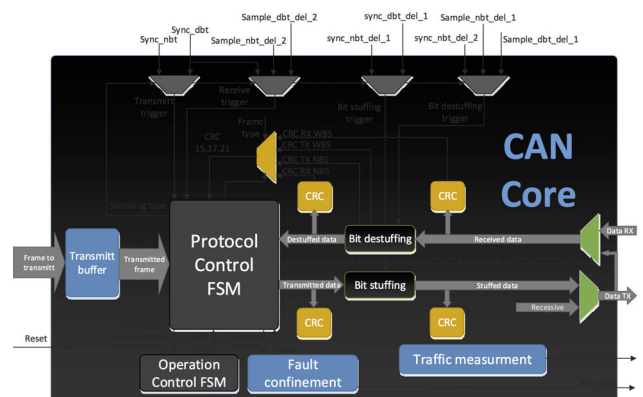 Sync_dbt
Sync_nbt
Sample_dbt_del_2
Sample_nbt_del_2
sync_dbt_del_1
sync_nbt_del_1
Sample_nbt_del_1
sync_nbt_del_2
Sample_dbt_del_1
Transmitt
trigger
Receive
trigger
Bit stuffing
trigger
Bit destuffing
trigger
Frame
type
CRC
15,17,21
CRC RX WBS
CRC TX WBS
CRC TX NBS
CRC RX NBS
CAN
Core
Sampling type
CRC
CRC
Protocol
Control
FSM
Destuffed data
Bit destuffing
Received data
Data RX
Frame to
transmitt
Transmitt
buffer
Transmitted
frame
Transmitted data
Bit stuffing
Stuffed data
Data TX
Recessive
CRC
CRC
Reset
Operation
Control FSM
Fault
confinement
Traffic measurment